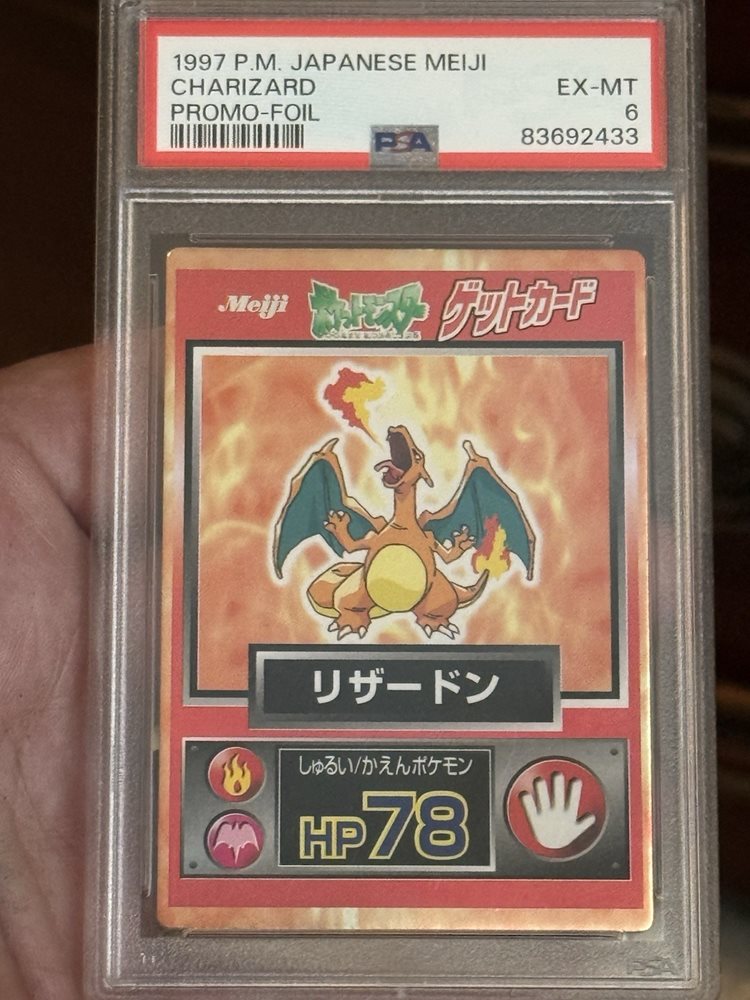 1997 P.M. JAPANESE MEIJI
CHARIZARD EX-MT
PROMO-FOIL 6
PSA 83692433
Meiji ポケットモンスター ゲットカード
リザードン
しゅるい/かえんポケモン
HP78
PSA